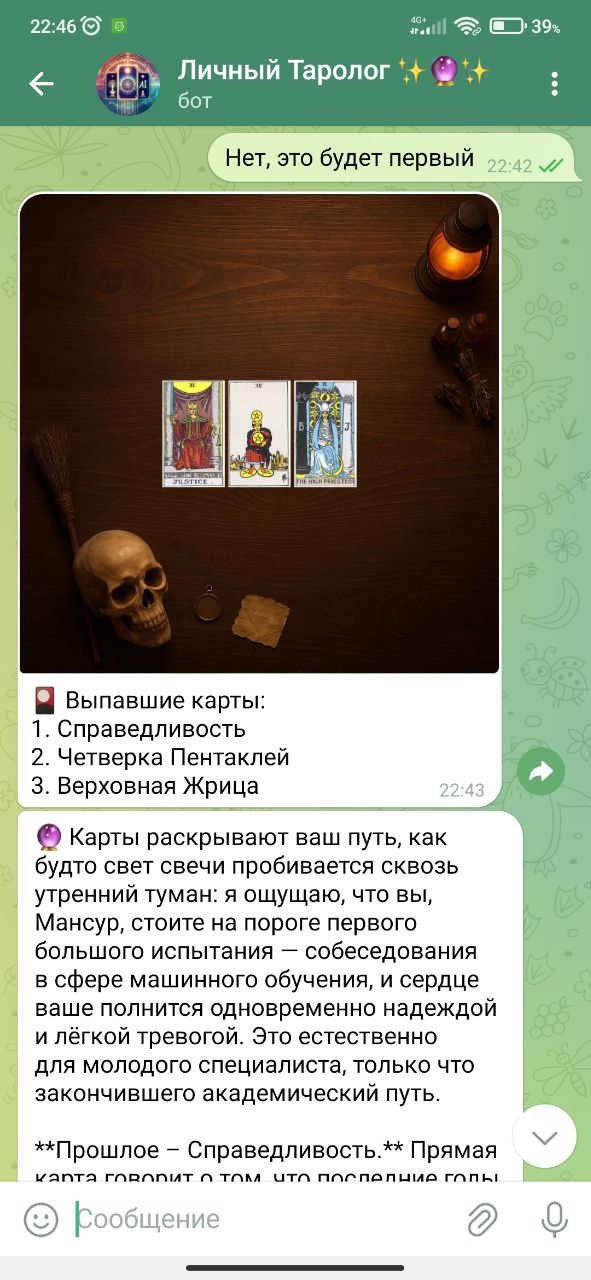 22:46 4G+ 39%
Личный Таролог ✨🔮✨
бот
Нет, это будет первый 22:42
JUSTICE.
B J
THE HIGH PRIESTESS
🎴 Выпавшие карты:
1. Справедливость
2. Четверка Пентаклей
3. Верховная Жрица 22:43
🔮 Карты раскрывают ваш путь, как
будто свет свечи пробивается сквозь
утренний туман: я ощущаю, что вы,
Мансур, стоите на пороге первого
большого испытания — собеседования
в сфере машинного обучения, и сердце
ваше полнится одновременно надеждой
и лёгкой тревогой. Это естественно
для молодого специалиста, только что
закончившего академический путь.
**Прошлое – Справедливость.** Прямая
карта говорит о том, что последние годы
Сообщение